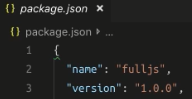 {} package.json ×
{} package.json > ...
1 {
2 "name": "fulljs",
3 "version": "1.0.0",